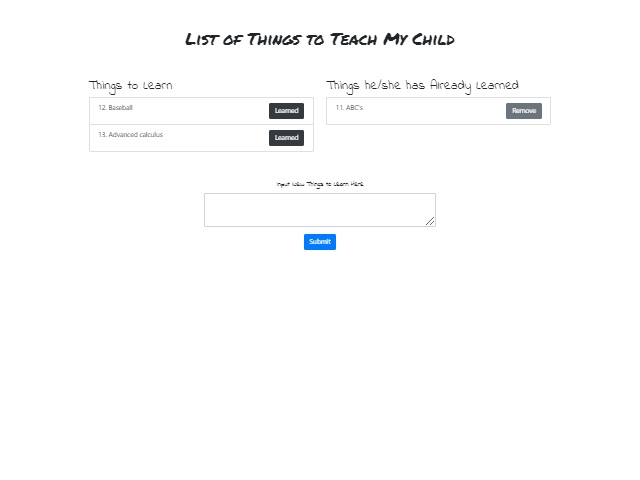 List of Things to Teach My Child
Things to Learn
12. Baseball
Learned
13. Advanced calculus
Learned
Things he/she has Already Learned
11. ABC's
Remove
Input New Things to Learn Here
Submit